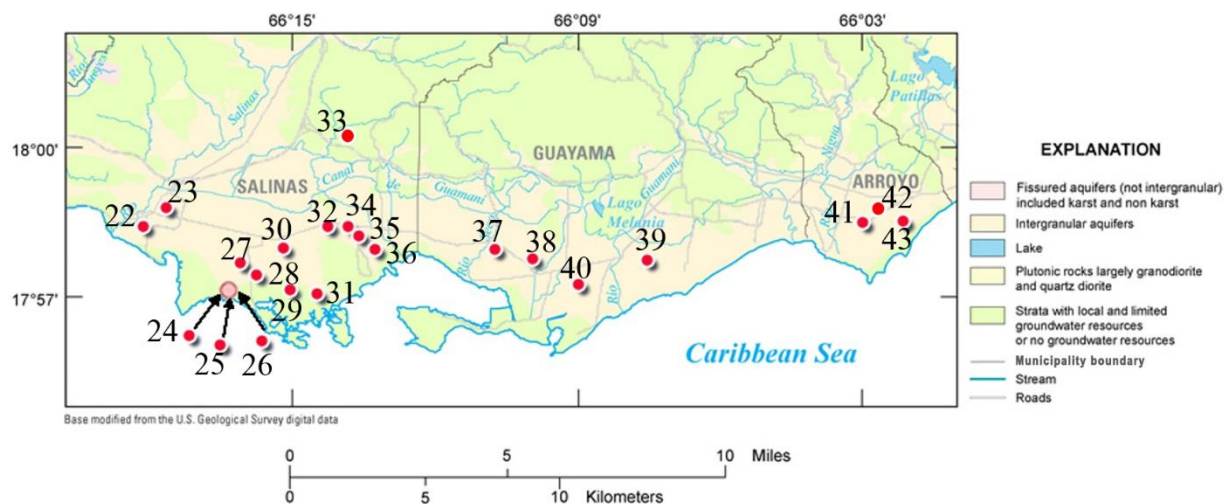 66°15'
66°09'
66°03'
18°00'
17°57'
Río
Jueyes
Salinas
33
GUAYAMA
Lago
Patillas
Nigua
Guamaní
SALINAS
Canal
de
Guamaní
ARROYO
23
22
32
34
35
36
30
27
28
29
31
37
38
40
39
41
42
43
Lago
Melania
Río
Río
Río
24
25
26
Caribbean Sea
EXPLANATION
Fissured aquifers (not intergranular)
included karst and non karst
Intergranular aquifers
Lake
Plutonic rocks largely granodiorite
and quartz diorite
Strata with local and limited
groundwater resources
or no groundwater resources
Municipality boundary
Stream
Roads
Base modified from the U.S. Geological Survey digital data
0 5 10 Miles
0 5 10 Kilometers